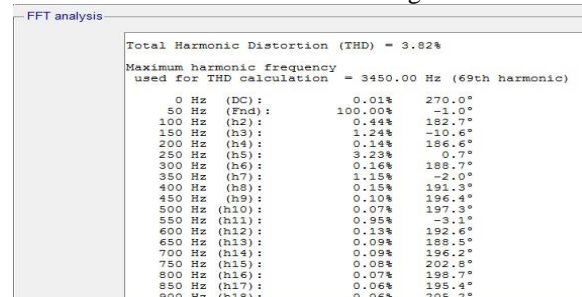 FFT analysis
Total Harmonic Distortion (THD) = 3.82%
Maximum harmonic frequency
used for THD calculation = 3450.00 Hz (69th harmonic)
0 Hz (DC): 0.01% 270.0°
50 Hz (Fnd): 100.00% -1.0°
100 Hz (h2): 0.44% 182.7°
150 Hz (h3): 1.24% -10.6°
200 Hz (h4): 0.14% 186.6°
250 Hz (h5): 3.23% 0.7°
300 Hz (h6): 0.16% 188.7°
350 Hz (h7): 1.15% -2.0°
400 Hz (h8): 0.15% 191.3°
450 Hz (h9): 0.10% 196.4°
500 Hz (h10): 0.07% 197.3°
550 Hz (h11): 0.95% -3.1°
600 Hz (h12): 0.13% 192.6°
650 Hz (h13): 0.09% 188.5°
700 Hz (h14): 0.09% 196.2°
750 Hz (h15): 0.08% 202.8°
800 Hz (h16): 0.07% 198.7°
850 Hz (h17): 0.06% 195.4°
900 Hz (h18): 0.06% 205.2°